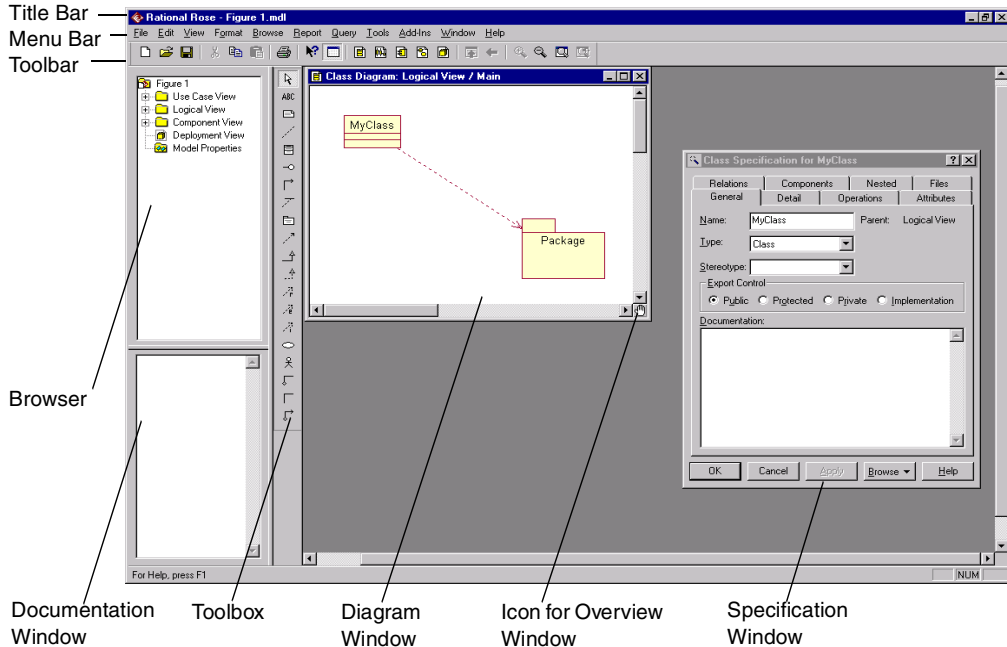 Title Bar
Rational Rose - Figure 1.mdl
Menu Bar
File Edit View Format Browse Report Query Tools Add-Ins Window Help
Toolbar
Figure 1
Use Case View
Logical View
Component View
Deployment View
Model Properties
ABC
Class Diagram: Logical View / Main
MyClass
Package
Class Specification for MyClass
Relations Components Nested Files
General Detail Operations Attributes
Name: MyClass Parent: Logical View
Type: Class
Stereotype:
Export Control
Public Protected Private Implementation
Documentation:
OK Cancel Apply Browse Help
Browser
For Help, press F1 NUM
Documentation Window
Toolbox
Diagram Window
Icon for Overview Window
Specification Window